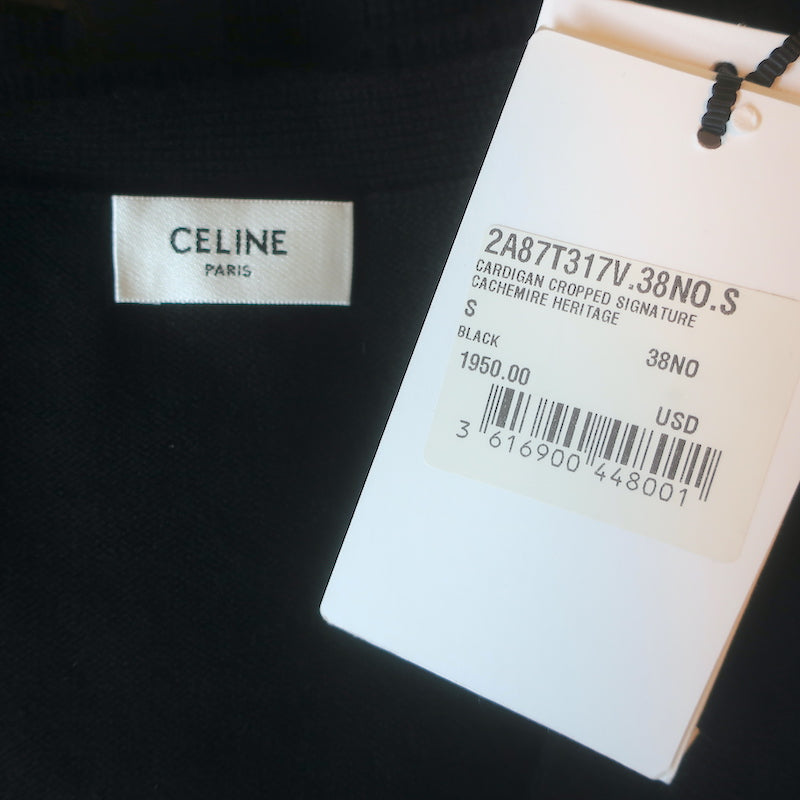 CELINE
PARIS
2A87T317V.38NO.S
CARDIGAN CROPPED SIGNATURE
CACHEMIRE HERITAGE
S
BLACK 38NO
1950.00 USD
3 616900 448001